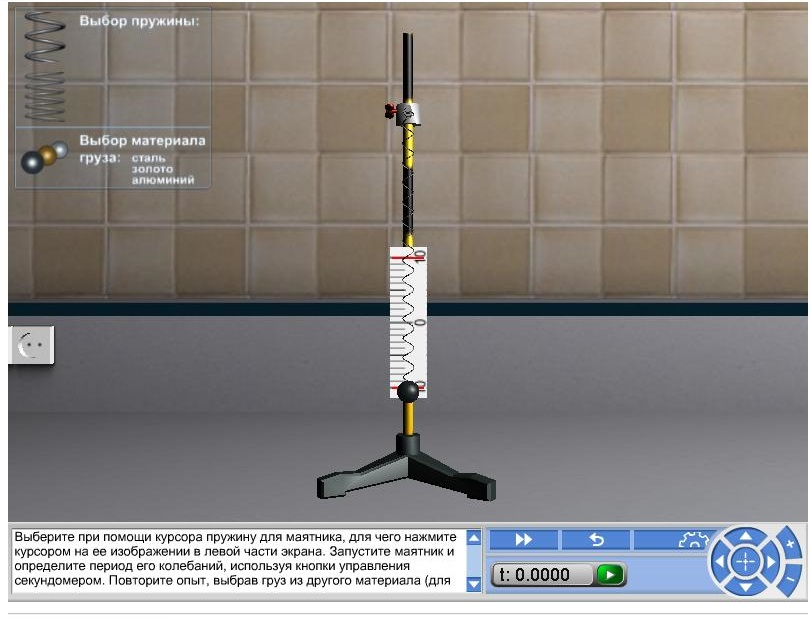 Выбор пружины:
Выбор материала
груза: сталь
золото
алюминий
10
0
Выберите при помощи курсора пружину для маятника, для чего нажмите
курсором на ее изображении в левой части экрана. Запустите маятник и
определите период его колебаний, используя кнопки управления
секундомером. Повторите опыт, выбрав груз из другого материала (для
t: 0.0000